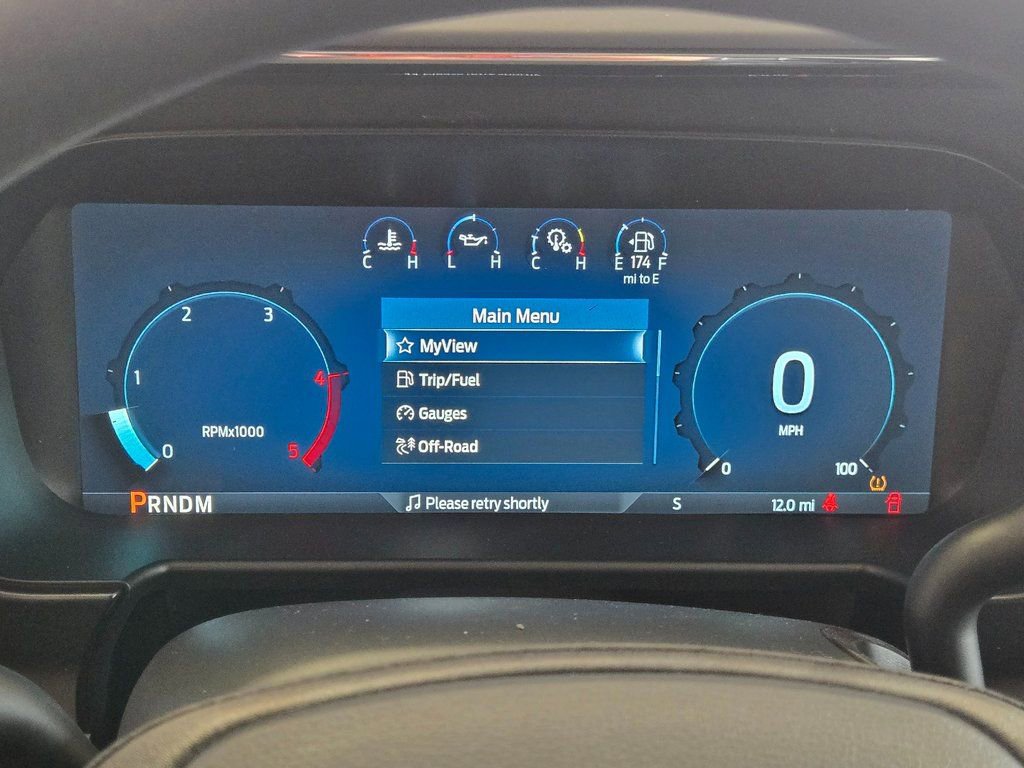 C H
L H
C H
E 174 F
mi to E
Main Menu
MyView
Trip/Fuel
Gauges
Off-Road
0 1 2 3 4 5
RPMx1000
0
MPH
0 100
PRNDM
Please retry shortly
S
12.0 mi